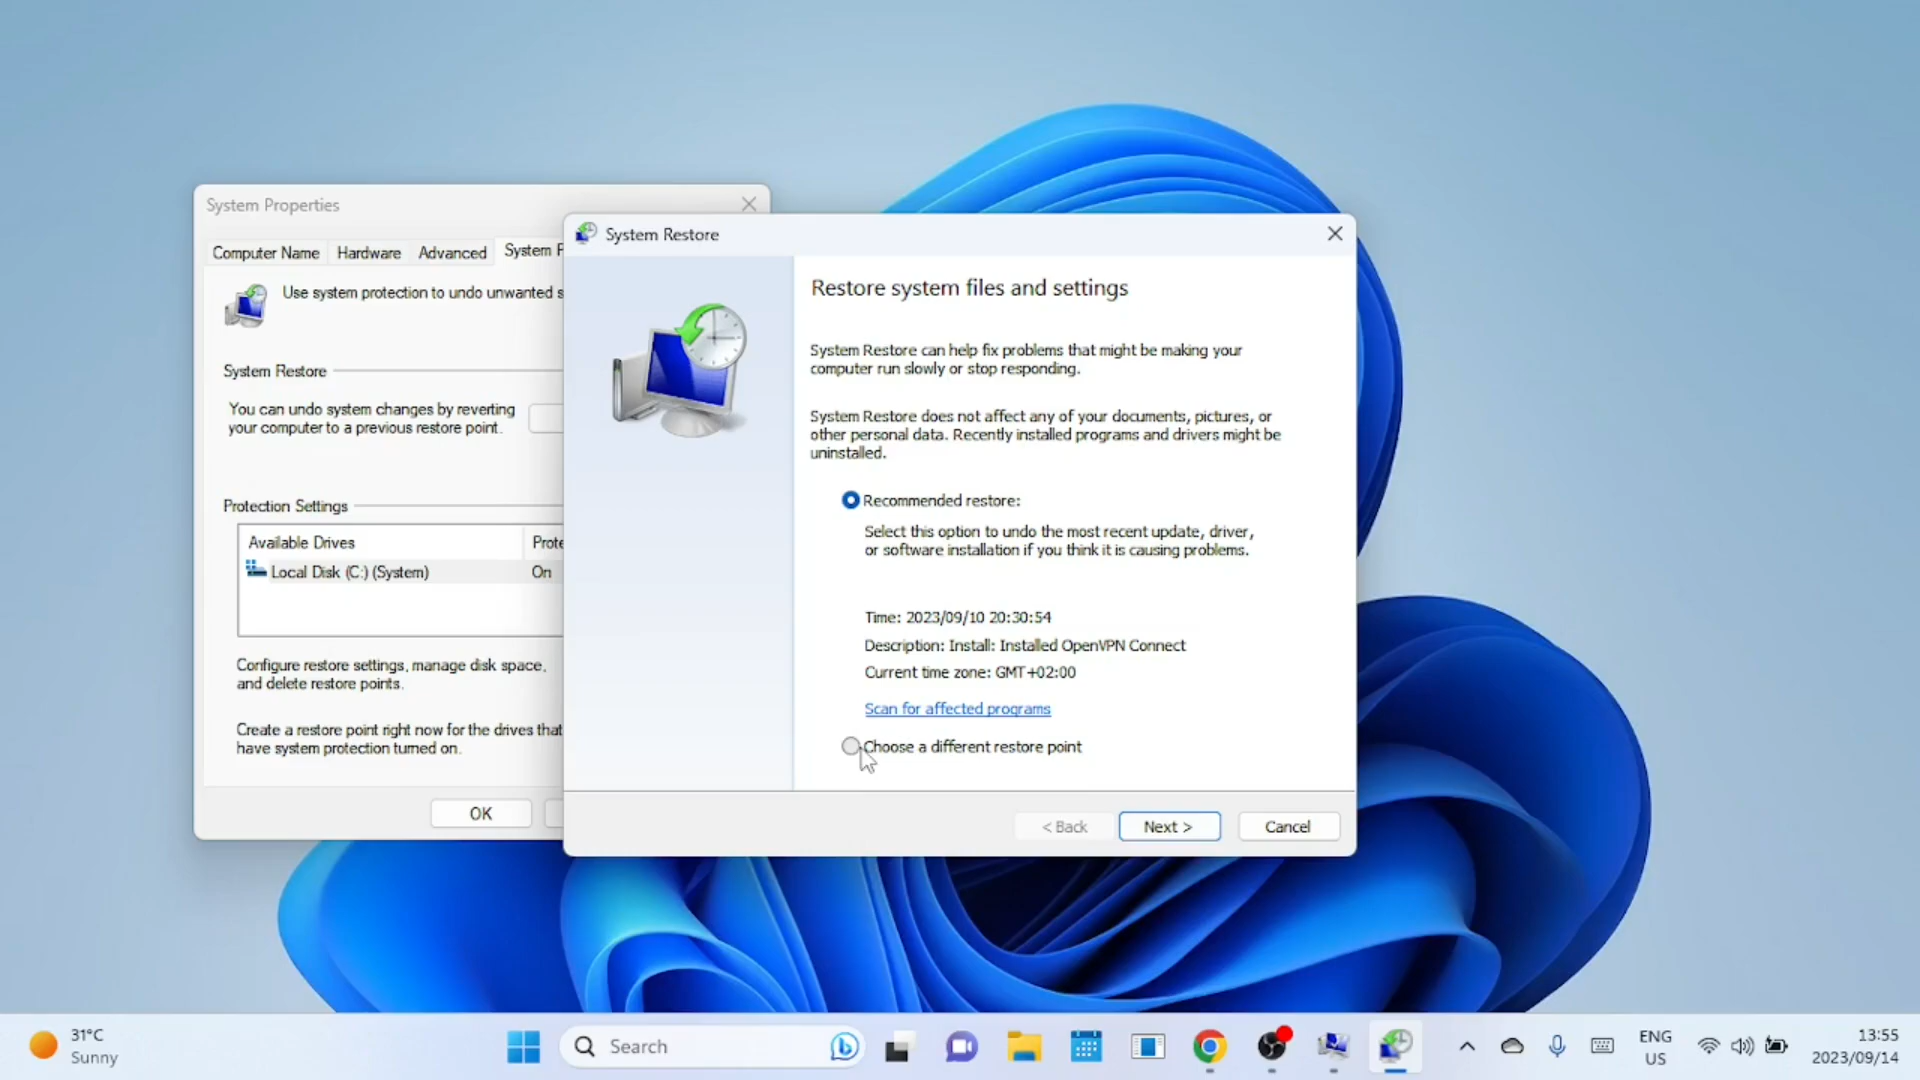 System Properties
Computer Name
Hardware
Advanced
System P
Use system protection to undo unwanted s
System Restore
You can undo system changes by reverting
your computer to a previous restore point.
Protection Settings
Available Drives
Prote
Local Disk (C:) (System)
On
Configure restore settings, manage disk space,
and delete restore points.
Create a restore point right now for the drives that
have system protection turned on.
OK
System Restore
Restore system files and settings
System Restore can help fix problems that might be making your
computer run slowly or stop responding.
System Restore does not affect any of your documents, pictures, or
other personal data. Recently installed programs and drivers might be
uninstalled.
Recommended restore:
Select this option to undo the most recent update, driver,
or software installation if you think it is causing problems.
Time: 2023/09/10 20:30:54
Description: Install: Installed OpenVPN Connect
Current time zone: GMT+02:00
Scan for affected programs
Choose a different restore point
< Back
Next >
Cancel
31°C
Sunny
Search
ENG
US
13:55
2023/09/14